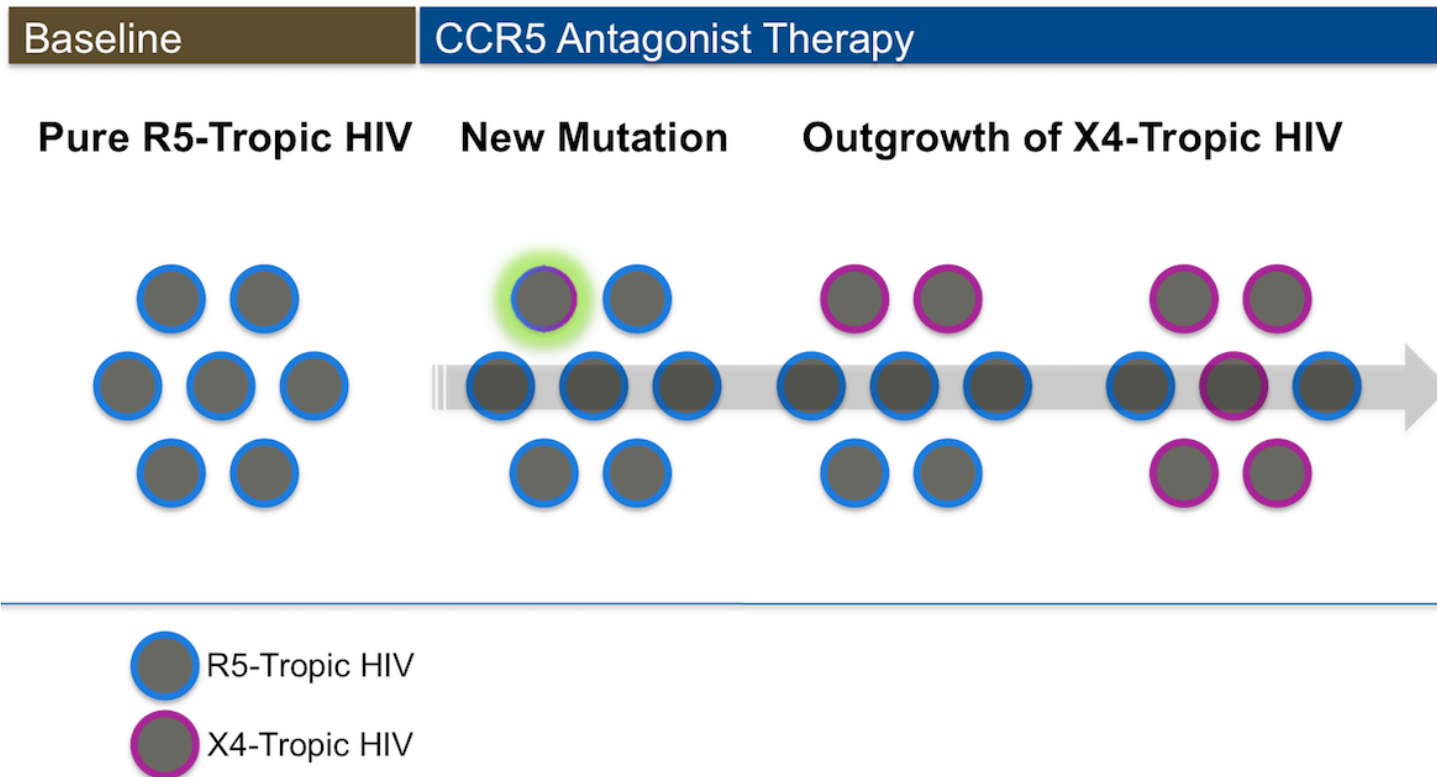 Baseline
CCR5 Antagonist Therapy
Pure R5-Tropic HIV
New Mutation
Outgrowth of X4-Tropic HIV
R5-Tropic HIV
X4-Tropic HIV